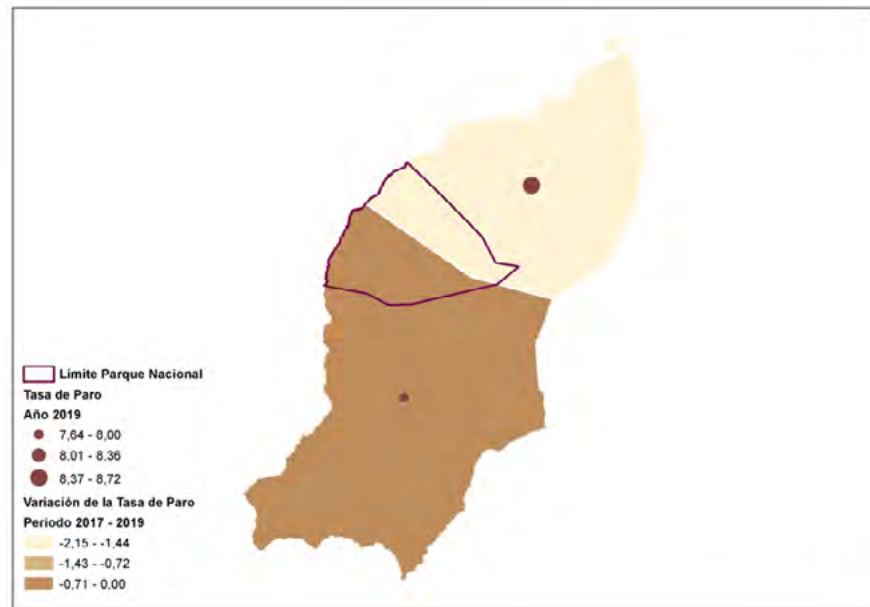 Límite Parque Nacional
Tasa de Paro
Año 2019
7,64 - 8,00
8,01 - 8,36
8,37 - 8,72
Variación de la Tasa de Paro
Periodo 2017 - 2019
-2,15 - -1,44
-1,43 - -0,72
-0,71 - 0,00